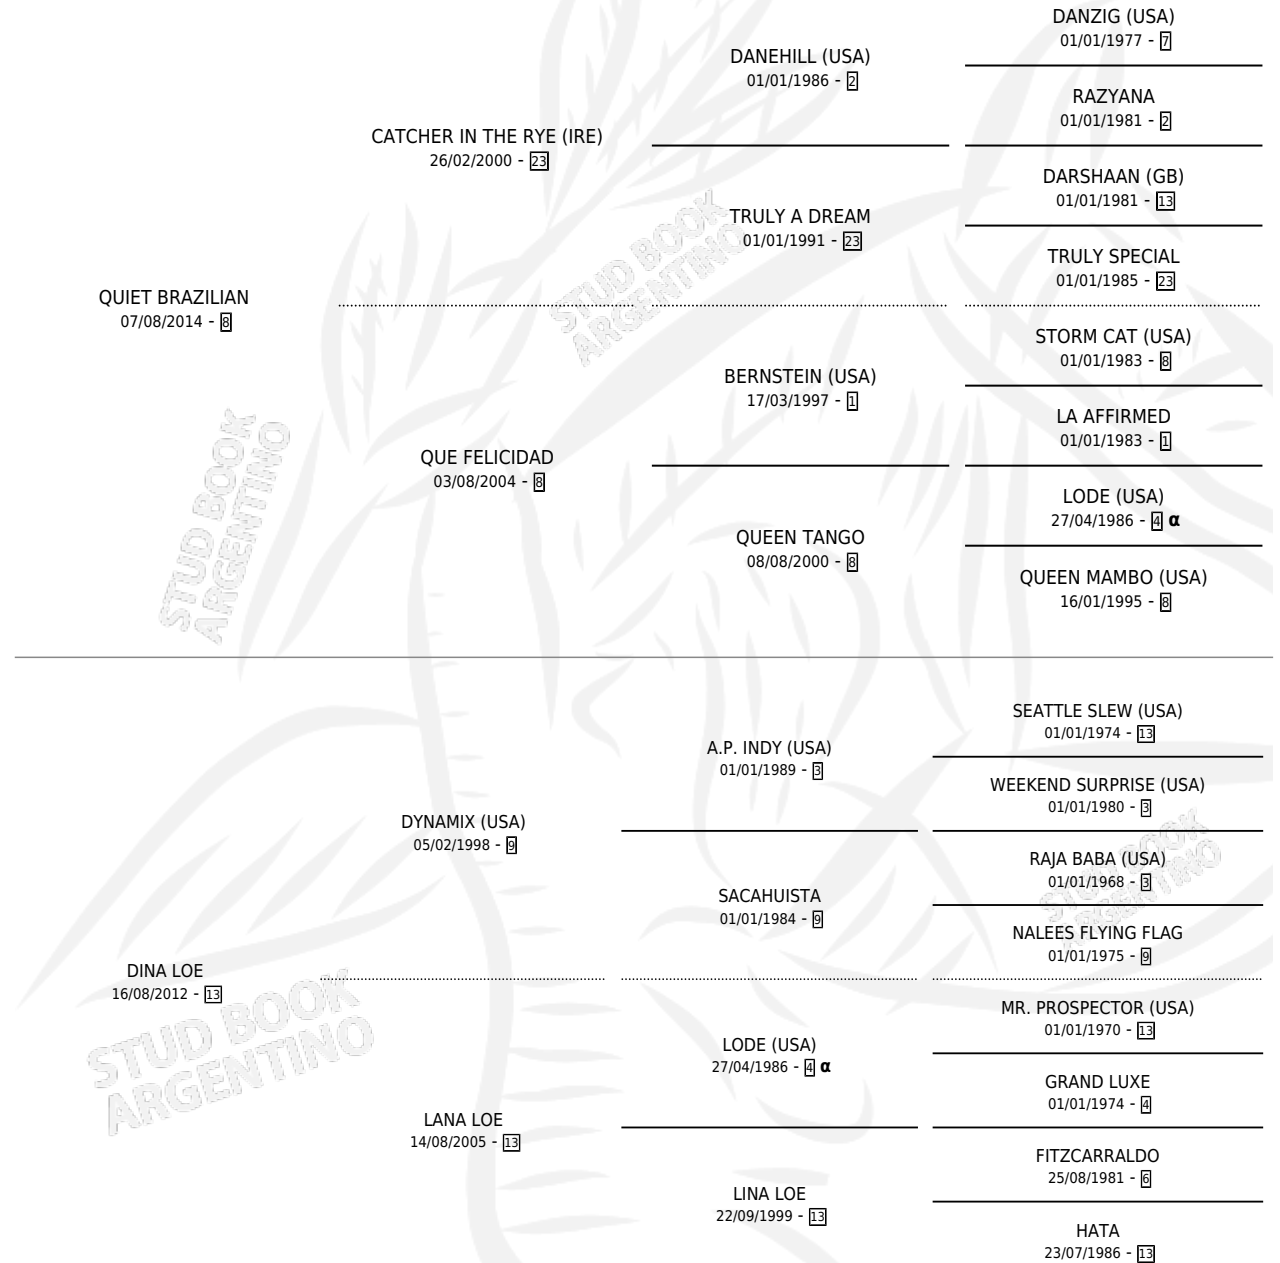 DANZIG (USA)
01/01/1977 - 7
DANEHILL (USA)
01/01/1986 - 2
RAZYANA
01/01/1981 - 2
CATCHER IN THE RYE (IRE)
26/02/2000 - 23
DARSHAAN (GB)
01/01/1981 - 13
TRULY A DREAM
01/01/1991 - 23
TRULY SPECIAL
01/01/1985 - 23
QUIET BRAZILIAN
07/08/2014 - 8
STORM CAT (USA)
01/01/1983 - 8
BERNSTEIN (USA)
17/03/1997 - 1
LA AFFIRMED
01/01/1983 - 1
QUE FELICIDAD
03/08/2004 - 8
LODE (USA)
27/04/1986 - 4 α
QUEEN TANGO
08/08/2000 - 8
QUEEN MAMBO (USA)
16/01/1995 - 8
SEATTLE SLEW (USA)
01/01/1974 - 13
A.P. INDY (USA)
01/01/1989 - 3
WEEKEND SURPRISE (USA)
01/01/1980 - 3
DYNAMIX (USA)
05/02/1998 - 9
RAJA BABA (USA)
01/01/1968 - 3
SACAHUISTA
01/01/1984 - 9
NALEES FLYING FLAG
01/01/1975 - 9
DINA LOE
16/08/2012 - 13
MR. PROSPECTOR (USA)
01/01/1970 - 13
LODE (USA)
27/04/1986 - 4 α
GRAND LUXE
01/01/1974 - 4
LANA LOE
14/08/2005 - 13
FITZCARRALDO
25/08/1981 - 6
LINA LOE
22/09/1999 - 13
HATA
23/07/1986 - 13
STUD BOOK
ARGENTINO
STUD BOOK
ARGENTINO
STUD BOOK
ARGENTINO
STUD BOOK
ARGENTINO